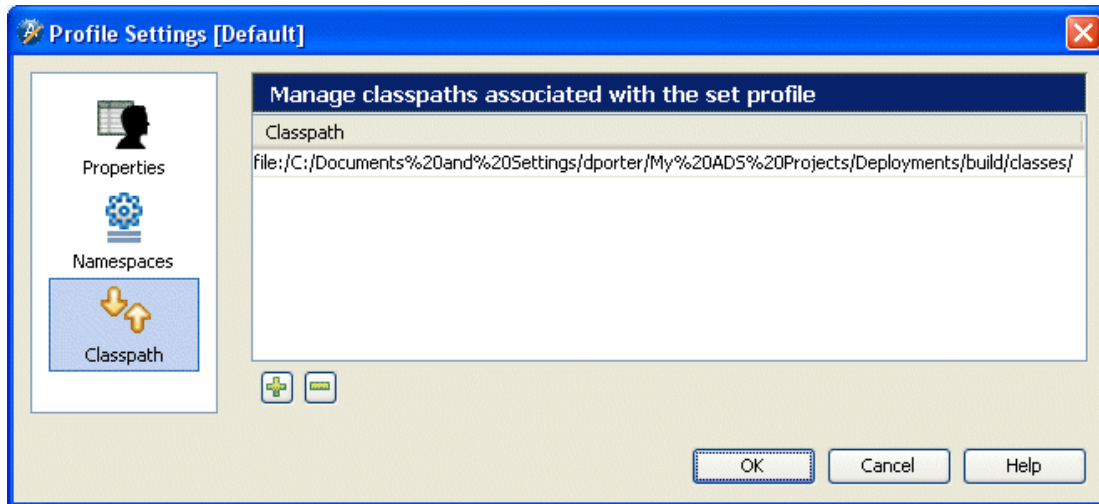 Profile Settings [Default]
Manage classpaths associated with the set profile
Classpath
file:/C:/Documents%20and%20Settings/dporter/My%20ADS%20Projects/Deployments/build/classes/
Properties
Namespaces
Classpath
OK
Cancel
Help